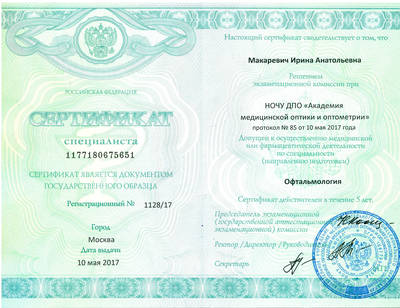 РОССИЙСКАЯ ФЕДЕРАЦИЯ
СЕРТИФИКАТ
специалиста
1177180675651
СЕРТИФИКАТ ЯВЛЯЕТСЯ ДОКУМЕНТОМ
ГОСУДАРСТВЕННОГО ОБРАЗЦА
Регистрационный № 1128/17
Город
Москва
Дата выдачи
10 мая 2017
Настоящий сертификат свидетельствует о том, что
Макаревич Ирина Анатольевна
Решением
экзаменационной комиссии при
НОЧУ ДПО «Академия
медицинской оптики и оптометрии»
протокол № 85 от 10 мая 2017 года
Допущен к осуществлению медицинской
или фармацевтической деятельности
по специальности
(направлению подготовки)
Офтальмология
Сертификат действителен в течение 5 лет.
Председатель экзаменационной
(государственной аттестационной
экзаменационной) комиссии
Ректор / Директор / Руководитель
Секретарь